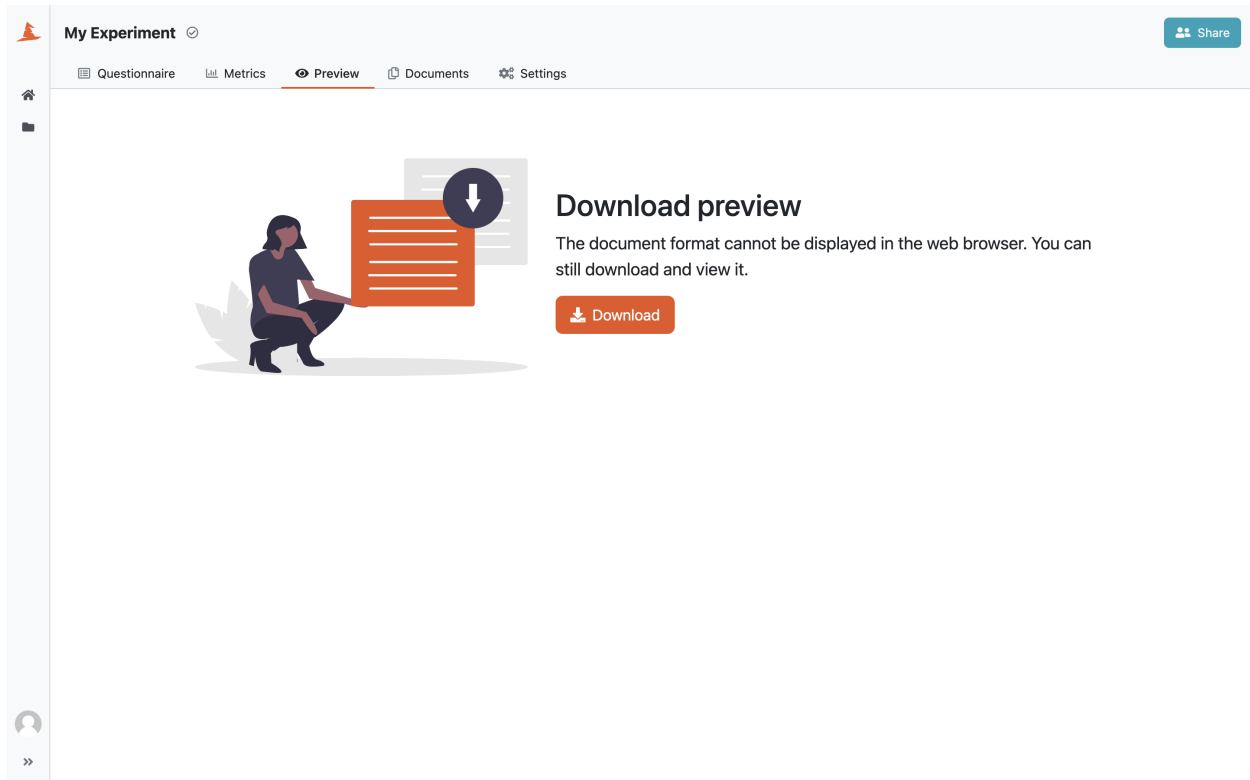 My Experiment
Share
Questionnaire
Metrics
Preview
Documents
Settings
Download preview
The document format cannot be displayed in the web browser. You can
still download and view it.
Download